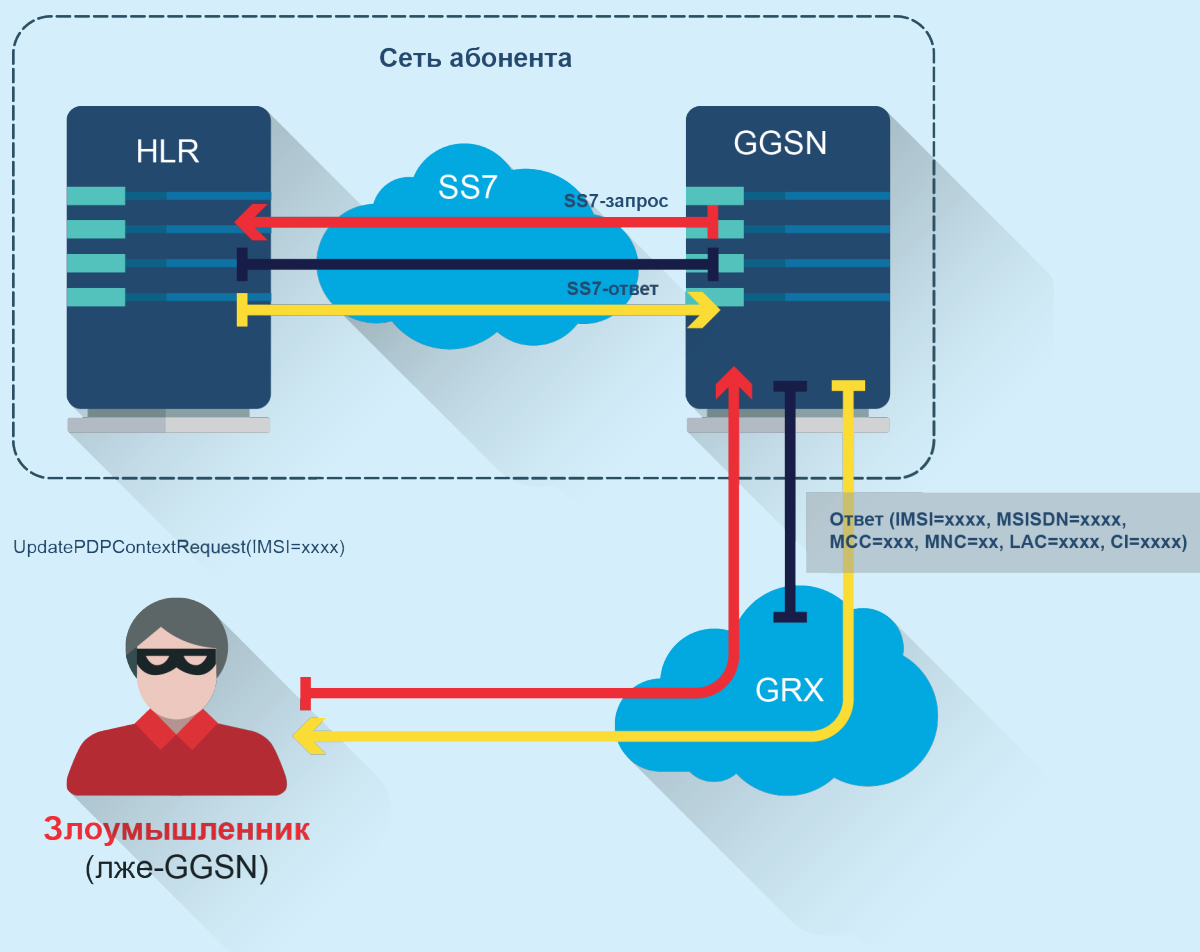 Сеть абонента
HLR
GGSN
SS7
SS7-запрос
SS7-ответ
Ответ (IMSI=xxxx, MSISDN=xxxx,
MCC=xxx, MNC=xx, LAC=xxxx, CI=xxxx)
UpdatePDPContextRequest(IMSI=xxxx)
GRX
Злоумышленник
(лже-GGSN)